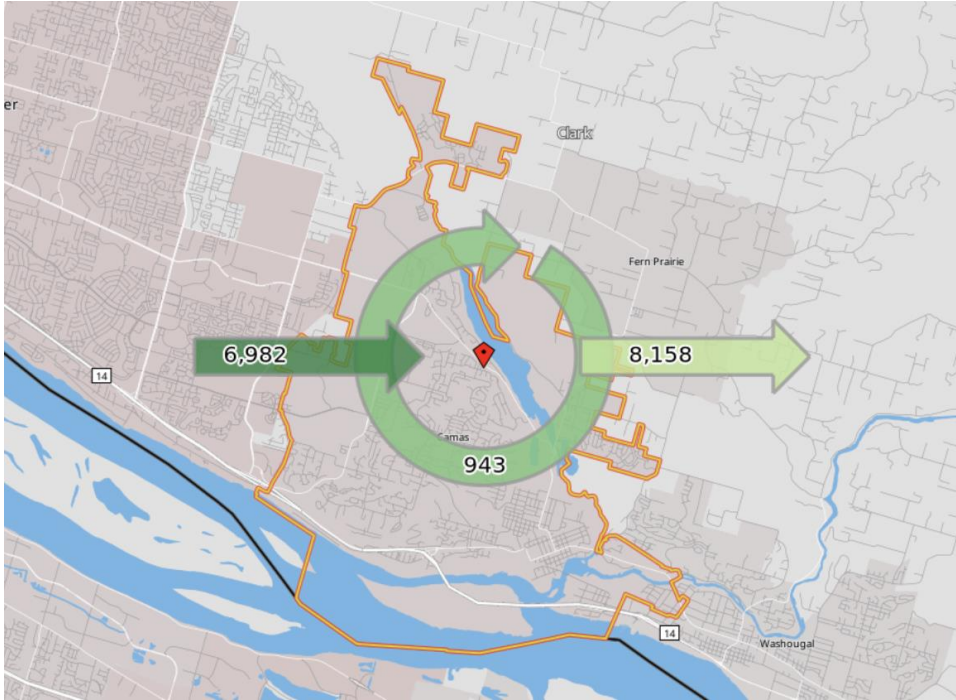 er
Clark
Fern Prairie
6,982
8,158
14
Camas
943
14
Washougal